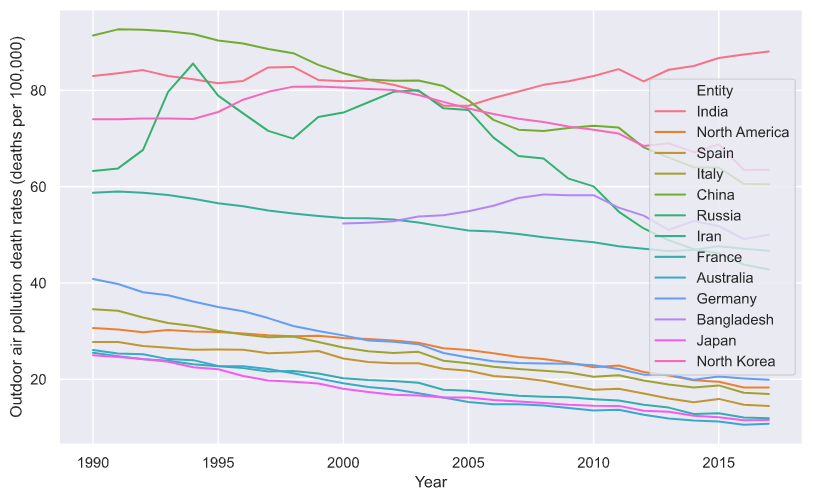 Outdoor air pollution death rates (deaths per 100,000)
80
60
40
20
Entity
India
North America
Spain
Italy
China
Russia
Iran
France
Australia
Germany
Bangladesh
Japan
North Korea
1990
1995
2000
2005
2010
2015
Year